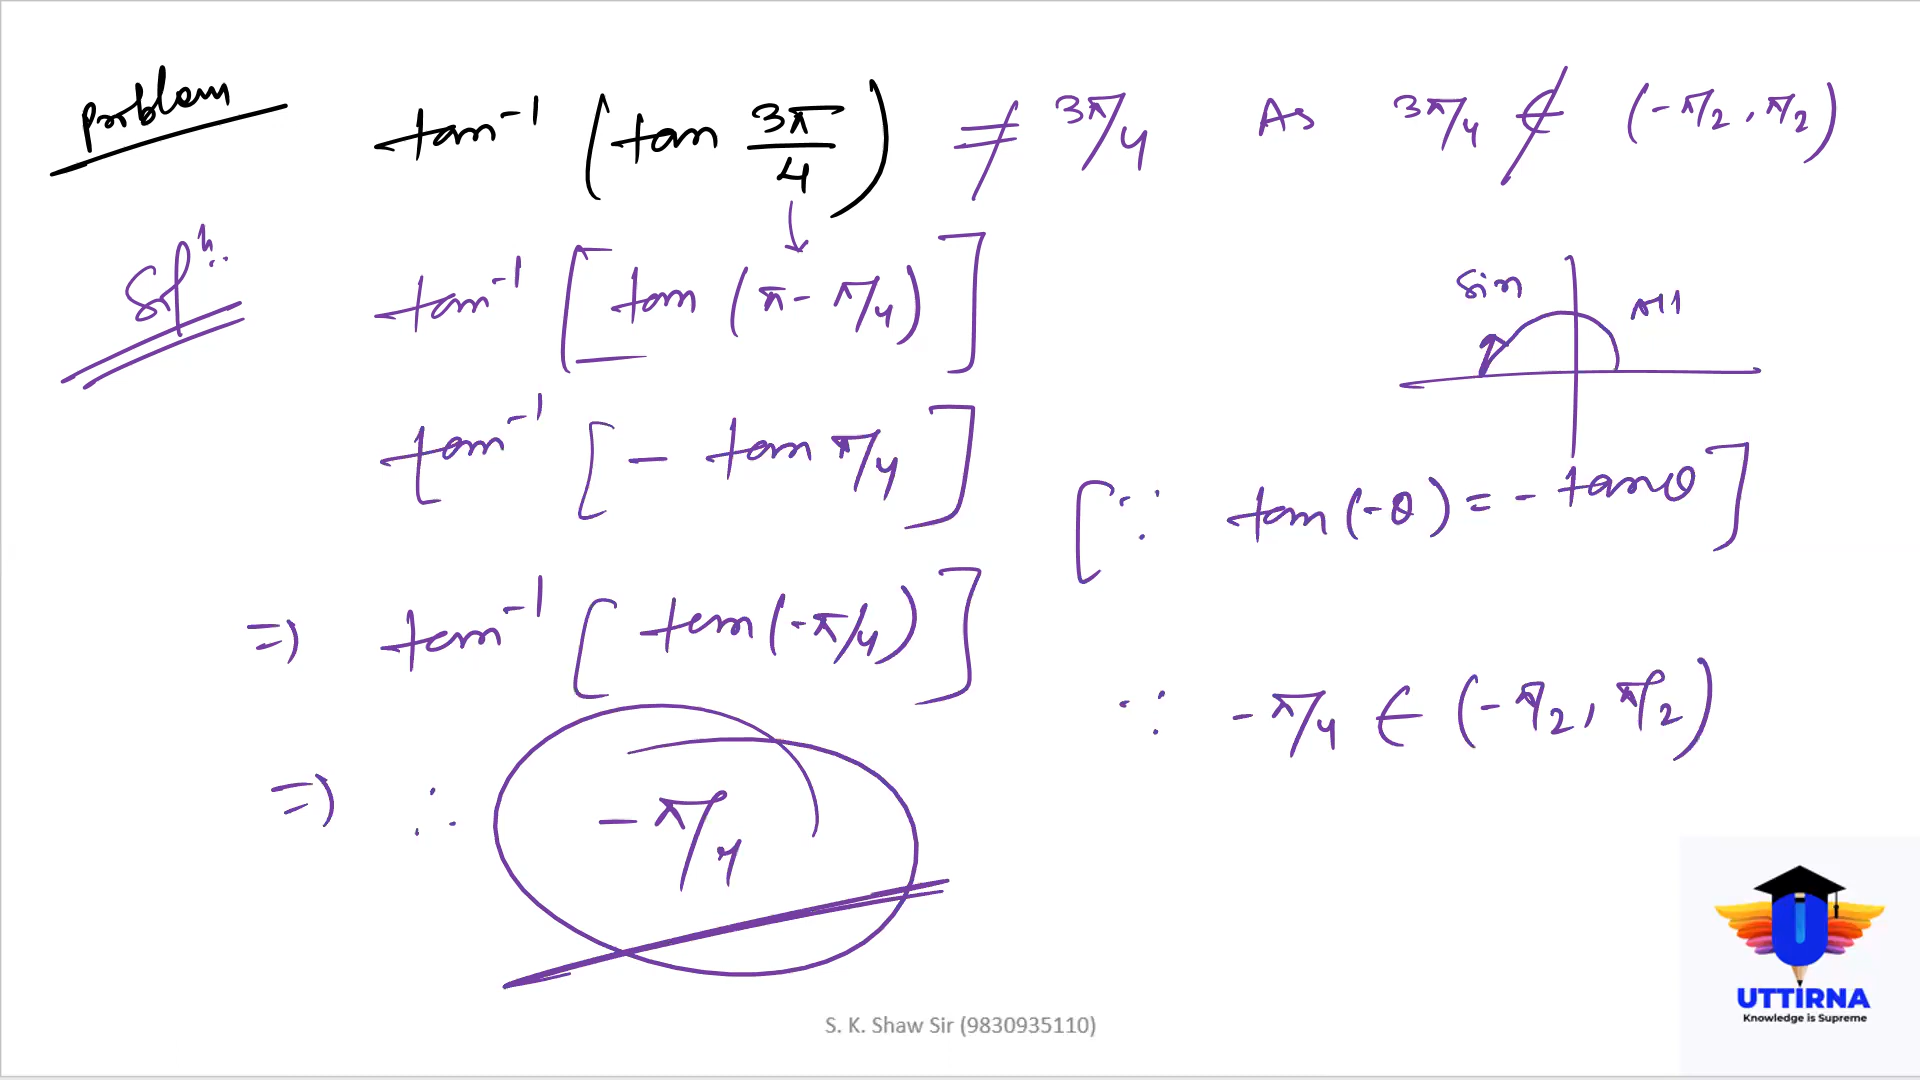 Problem tan⁻¹ (tan 3π/4) ≠ 3π/4 As 3π/4 ∉ (-π/2, π/2)
Solⁿ:. tan⁻¹ [tan (π - π/4)]
sin All
tan⁻¹ [- tan π/4]
[∵ tan (-θ) = - tanθ]
=> tan⁻¹ [tan (-π/4)]
∵ -π/4 ∈ (-π/2, π/2)
=> ∴ -π/4
UTTIRNA
Knowledge is Supreme
S. K. Shaw Sir (9830935110)